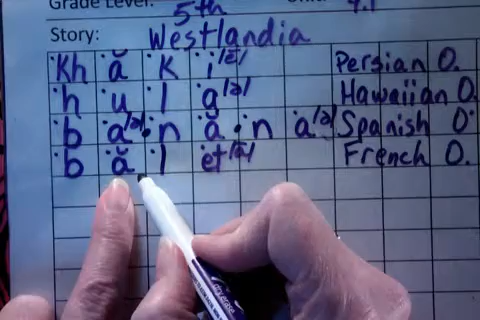 Grade Level: 5th
Story: Westlandia
Kh ă k i /ē/ Persian O.
h u l g /ə/ Hawaiian O.
b a /ə/ n ă n a /ə/ Spanish O.
b ă l et /ā/ French O.